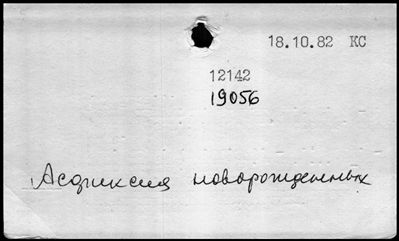 18.10.82 КС
12142
19056
Асфиксия новорожденных